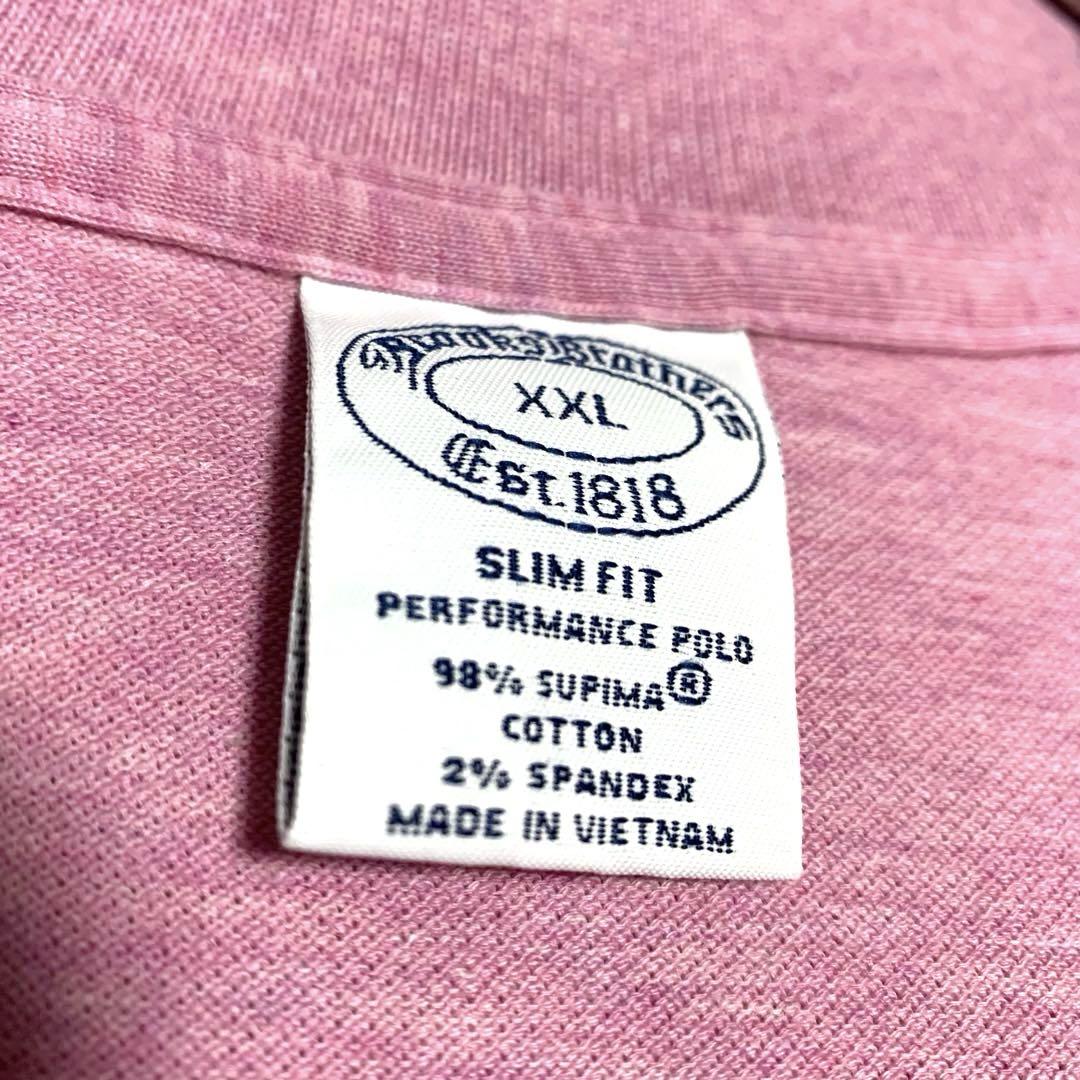 Brooks Brothers
XXL
Est. 1818
SLIM FIT
PERFORMANCE POLO
98% SUPIMA®
COTTON
2% SPANDEX
MADE IN VIETNAM